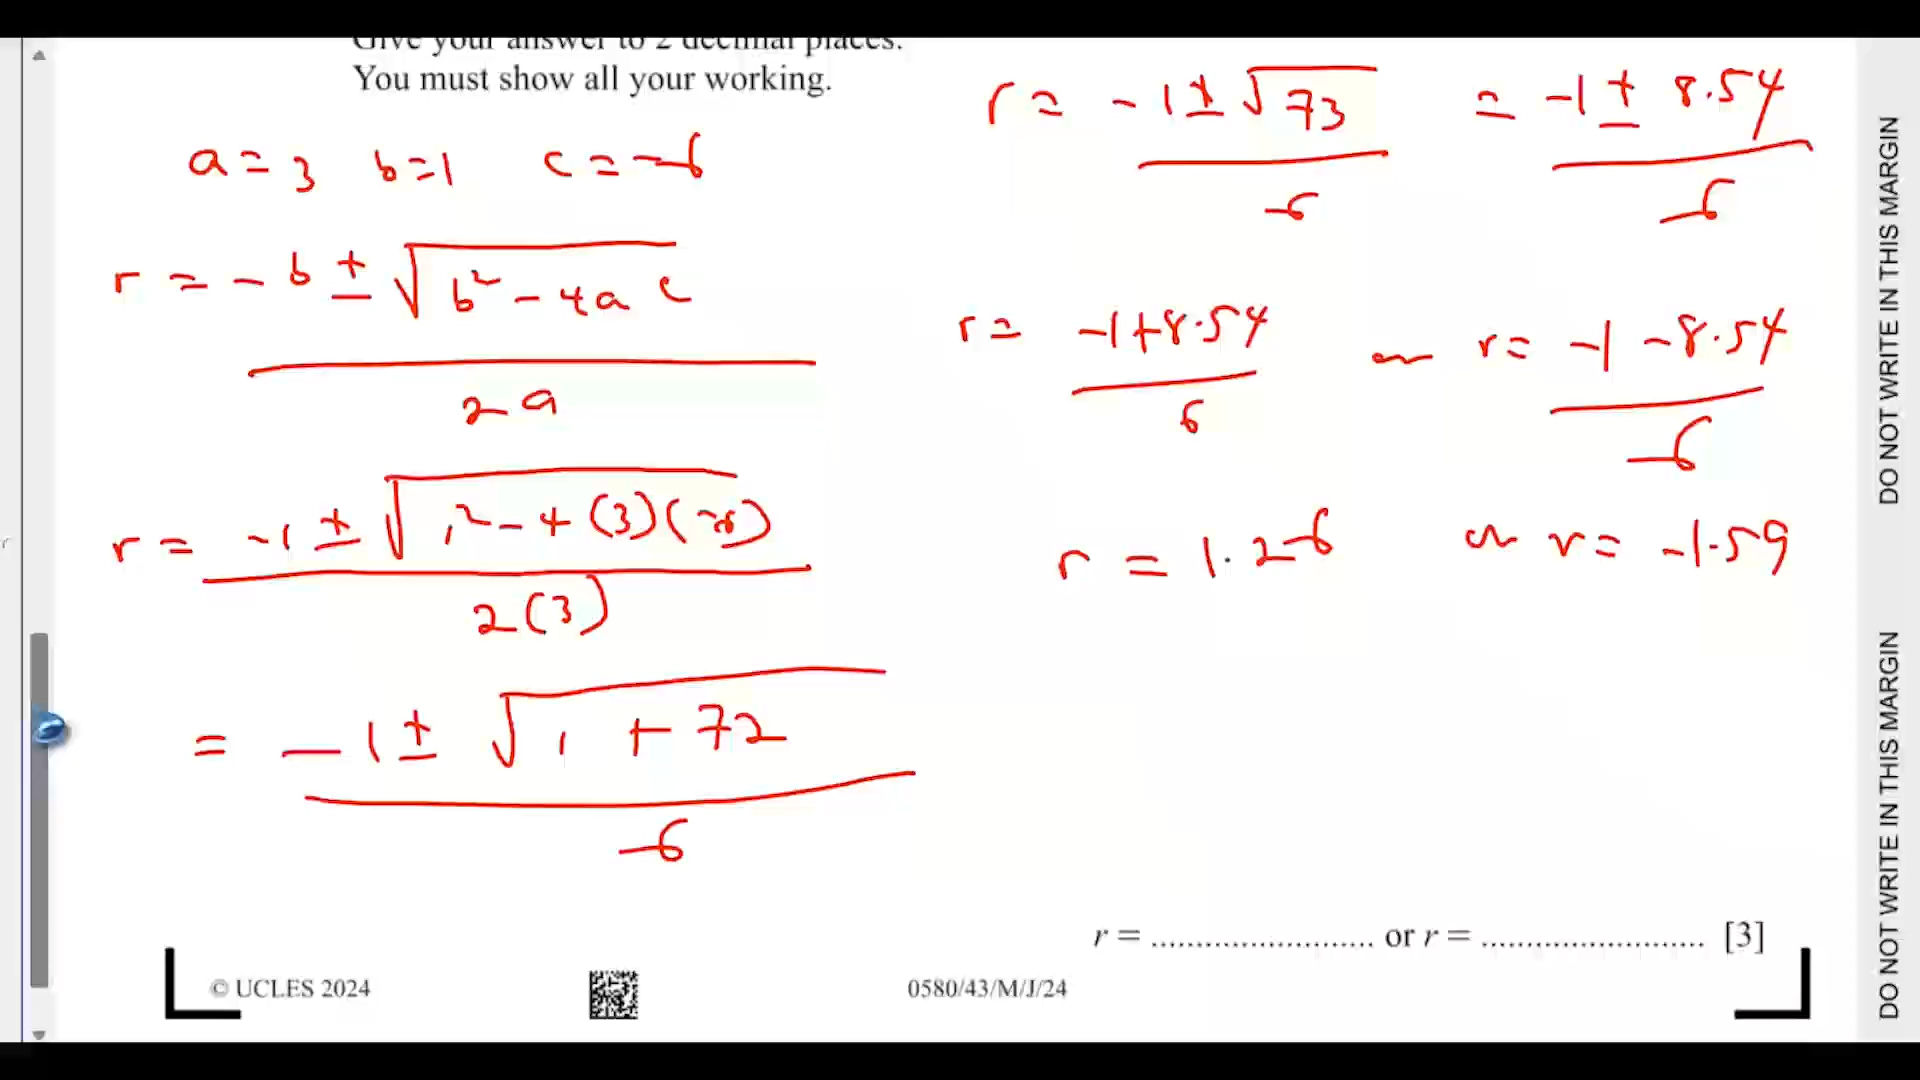 Give your answer to 2 decimal places.
You must show all your working.
a = 3 b = 1 c = -6
r = -b ± √(b² - 4ac)
2a
r = -1 ± √(1² - 4(3)(-6))
2(3)
= -1 ± √(1 + 72)
6
r = -1 ± √73 = -1 ± 8.54
6 6
r = -1 + 8.54 or r = -1 - 8.54
6 6
r = 1.26 or r = -1.59
r = ........................ or r = ........................ [3]
© UCLES 2024 0580/43/M/J/24
DO NOT WRITE IN THIS MARGIN
DO NOT WRITE IN THIS MARGIN